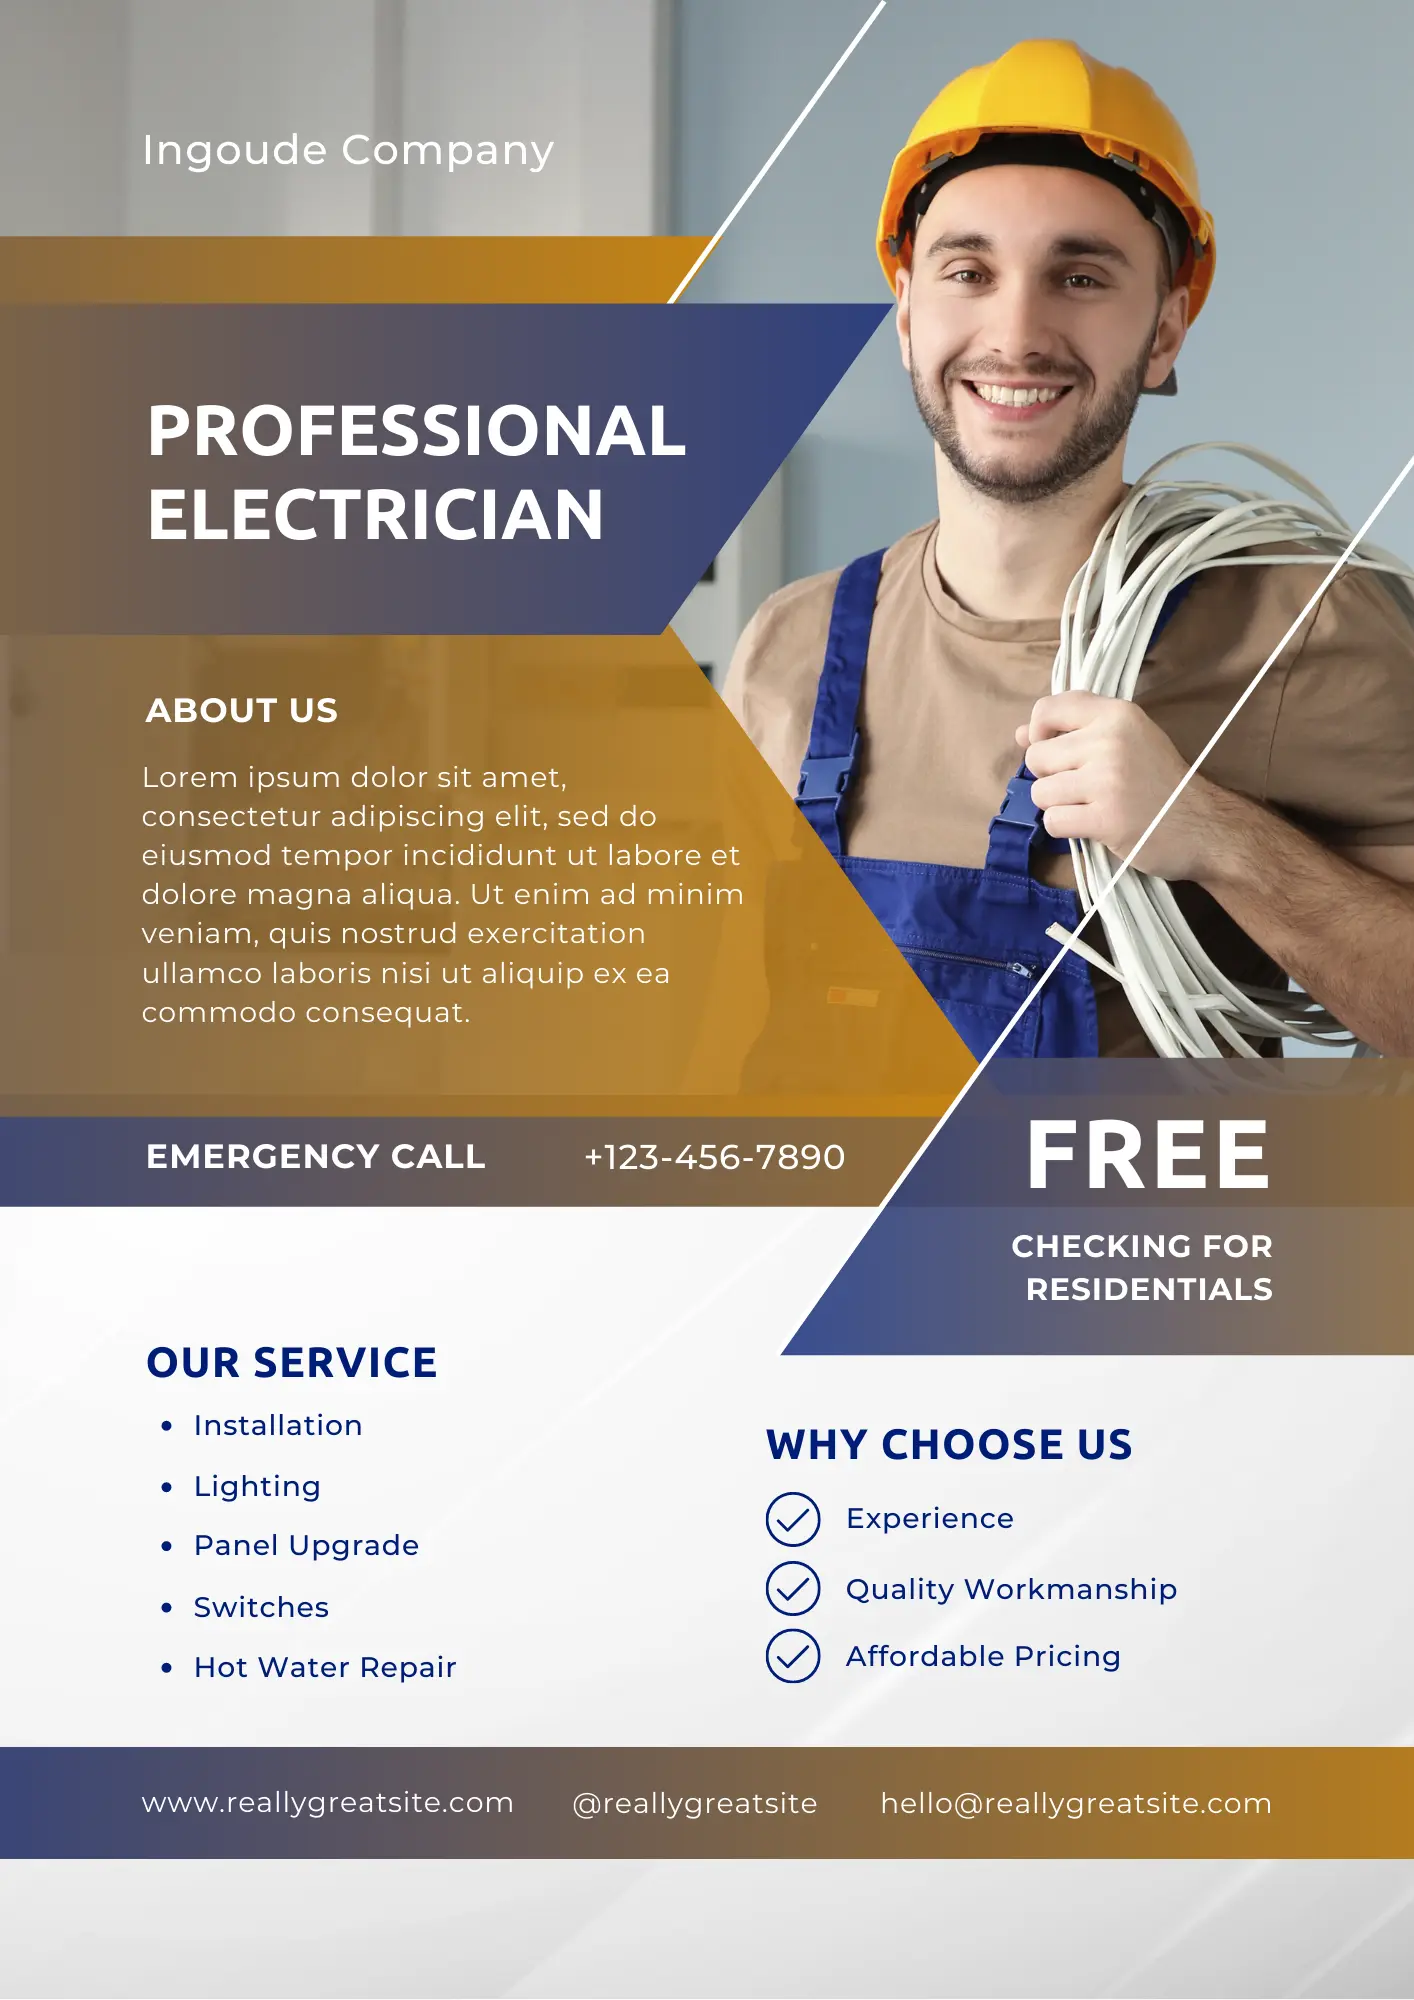 Ingoude Company
PROFESSIONAL
ELECTRICIAN
ABOUT US
Lorem ipsum dolor sit amet,
consectetur adipiscing elit, sed do
eiusmod tempor incididunt ut labore et
dolore magna aliqua. Ut enim ad minim
veniam, quis nostrud exercitation
ullamco laboris nisi ut aliquip ex ea
commodo consequat.
EMERGENCY CALL +123-456-7890
FREE
CHECKING FOR
RESIDENTIALS
OUR SERVICE
• Installation
• Lighting
• Panel Upgrade
• Switches
• Hot Water Repair
WHY CHOOSE US
Experience
Quality Workmanship
Affordable Pricing
www.reallygreatsite.com @reallygreatsite hello@reallygreatsite.com